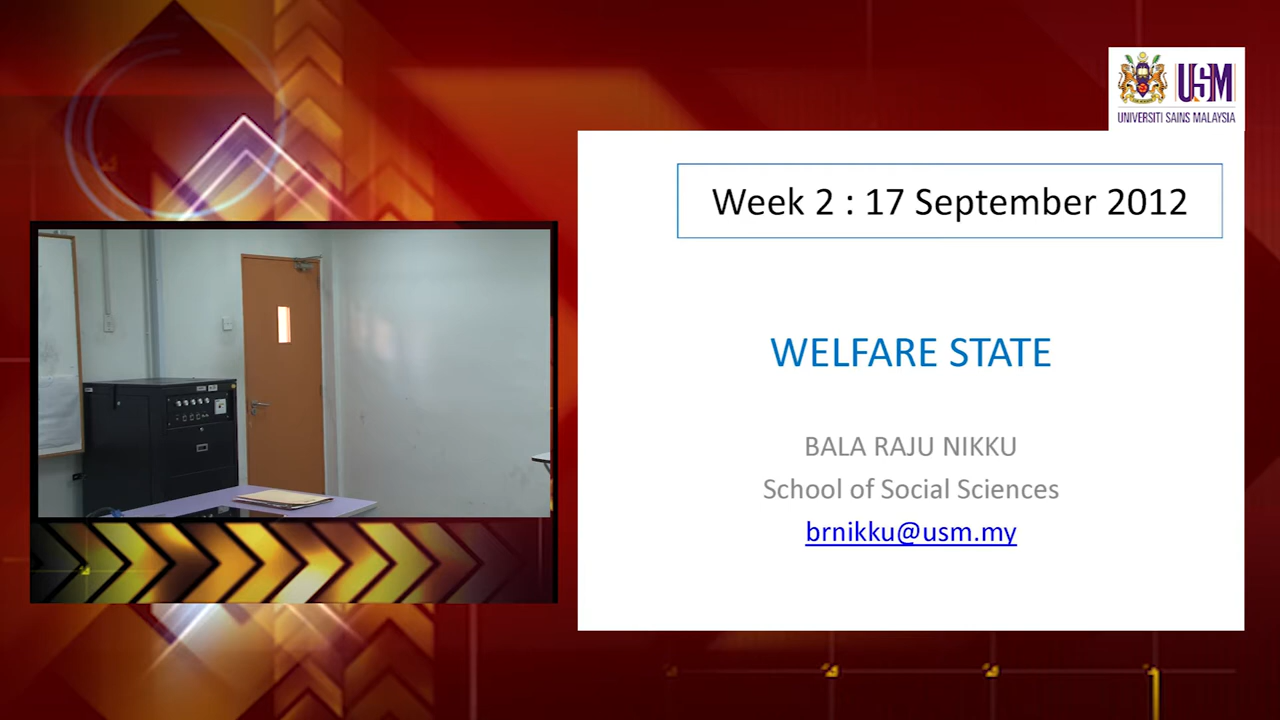 USM
UNIVERSITI SAINS MALAYSIA
Week 2 : 17 September 2012
WELFARE STATE
BALA RAJU NIKKU
School of Social Sciences
brnikku@usm.my